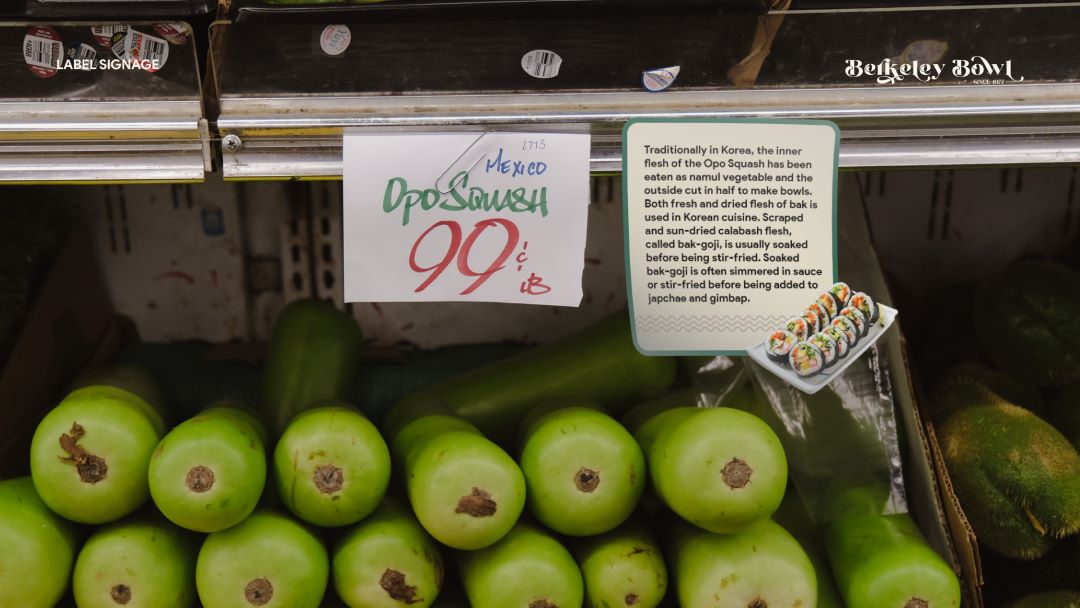 LABEL SIGNAGE
Berkeley Bowl
SINCE 1977
2773
MEXICO
Opo SQUASH
99¢
lB
Traditionally in Korea, the inner
flesh of the Opo Squash has been
eaten as namul vegetable and the
outside cut in half to make bowls.
Both fresh and dried flesh of bak is
used in Korean cuisine. Scraped
and sun-dried calabash flesh,
called bak-goji, is usually soaked
before being stir-fried. Soaked
bak-goji is often simmered in sauce
or stir-fried before being added to
japchae and gimbap.